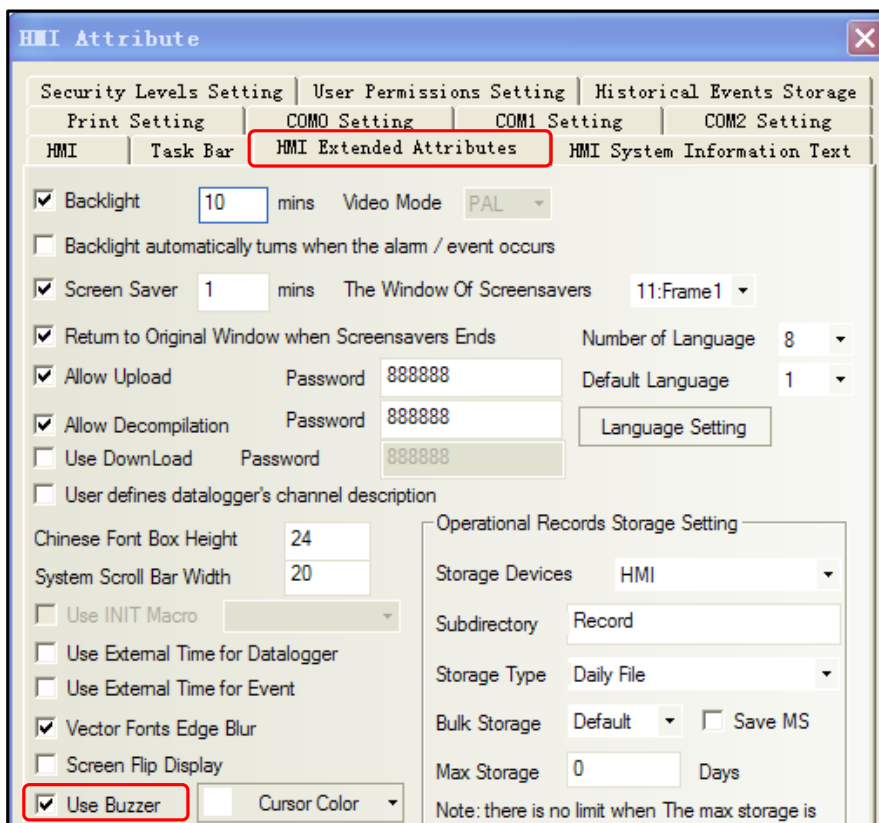 HMI Attribute
Security Levels Setting User Permissions Setting Historical Events Storage
Print Setting COM0 Setting COM1 Setting COM2 Setting
HMI Task Bar HMI Extended Attributes HMI System Information Text
Backlight 10 mins Video Mode PAL
Backlight automatically turns when the alarm / event occurs
Screen Saver 1 mins The Window Of Screensavers 11:Frame1
Return to Original Window when Screensavers Ends Number of Language 8
Allow Upload Password 888888 Default Language 1
Allow Decompilation Password 888888 Language Setting
Use DownLoad Password 888888
User defines datalogger's channel description
Chinese Font Box Height 24
System Scroll Bar Width 20
Use INIT Macro
Use External Time for Datalogger
Use External Time for Event
Vector Fonts Edge Blur
Screen Flip Display
Use Buzzer Cursor Color
Operational Records Storage Setting
Storage Devices HMI
Subdirectory Record
Storage Type Daily File
Bulk Storage Default Save MS
Max Storage 0 Days
Note: there is no limit when The max storage is